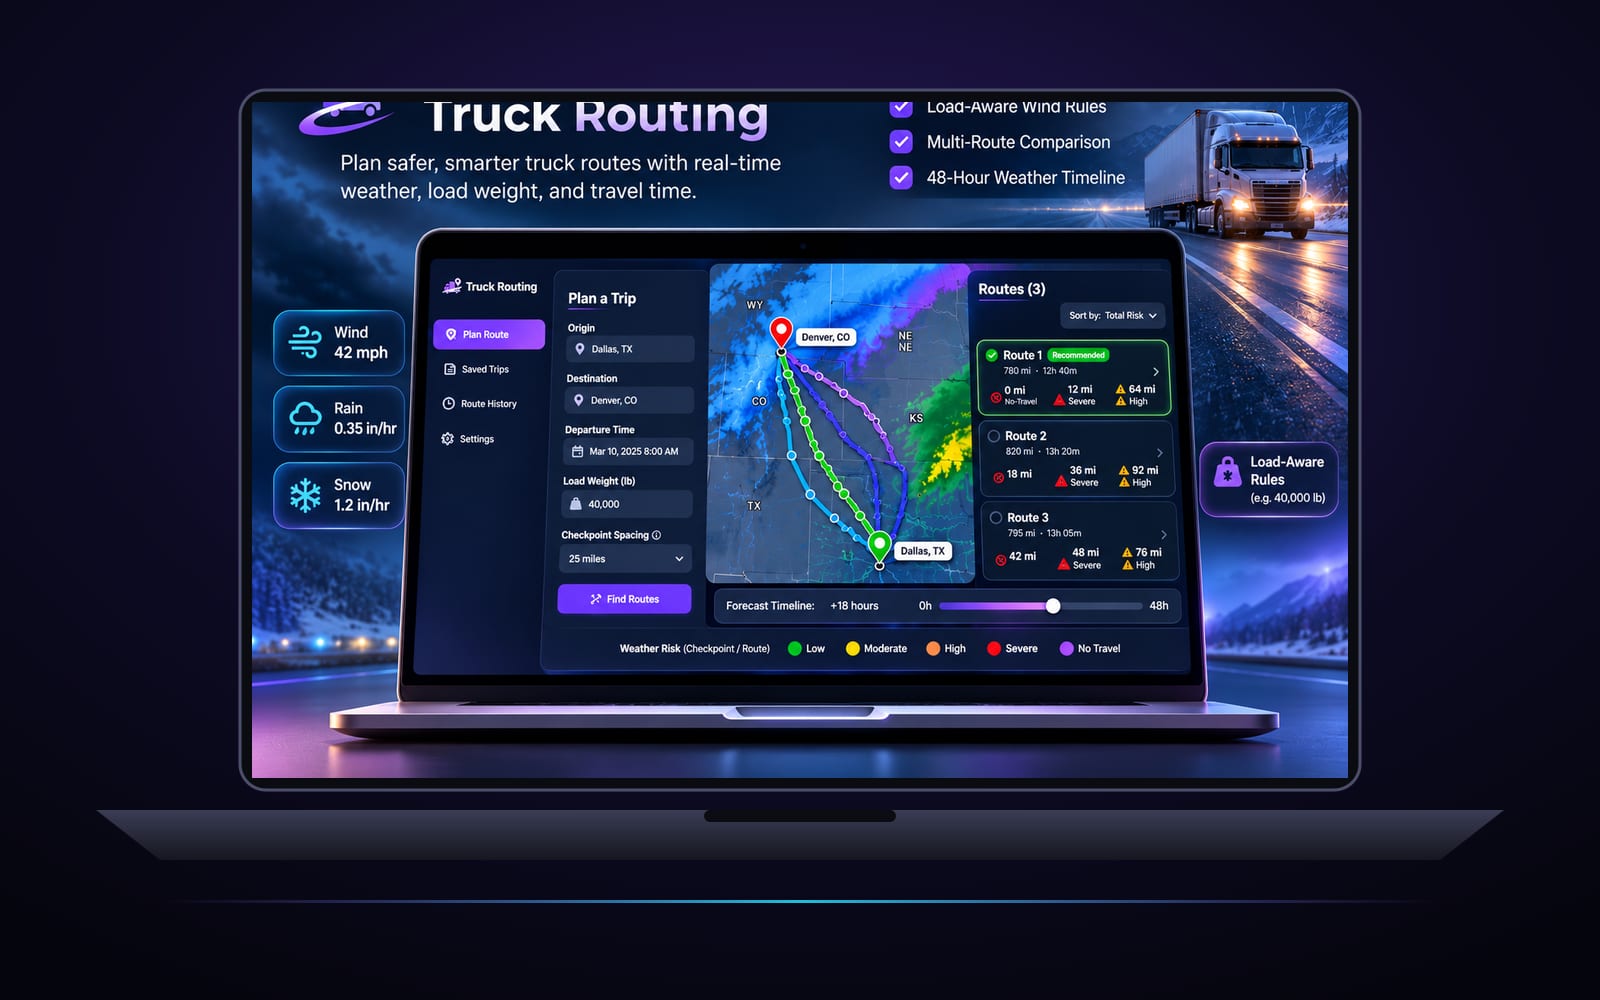 Truck Routing
Plan safer, smarter truck routes with real-time
weather, load weight, and travel time.
Load-Aware Wind Rules
Multi-Route Comparison
48-Hour Weather Timeline
Wind
42 mph
Rain
0.35 in/hr
Snow
1.2 in/hr
Truck Routing
Plan Route
Saved Trips
Route History
Settings
Plan a Trip
Origin
Dallas, TX
Destination
Denver, CO
Departure Time
Mar 10, 2025 8:00 AM
Load Weight (lb)
40,000
Checkpoint Spacing
25 miles
Find Routes
WY
Denver, CO
NE
NE
CO
KS
TX
Dallas, TX
Routes (3)
Sort by: Total Risk
Route 1 Recommended
780 mi · 12h 40m
0 mi No-Travel
12 mi Severe
64 mi High
Route 2
820 mi · 13h 20m
18 mi
36 mi Severe
92 mi High
Route 3
795 mi · 13h 05m
42 mi
48 mi Severe
76 mi High
Forecast Timeline: +18 hours 0h 48h
Weather Risk (Checkpoint / Route) Low Moderate High Severe No Travel
Load-Aware
Rules
(e.g. 40,000 lb)